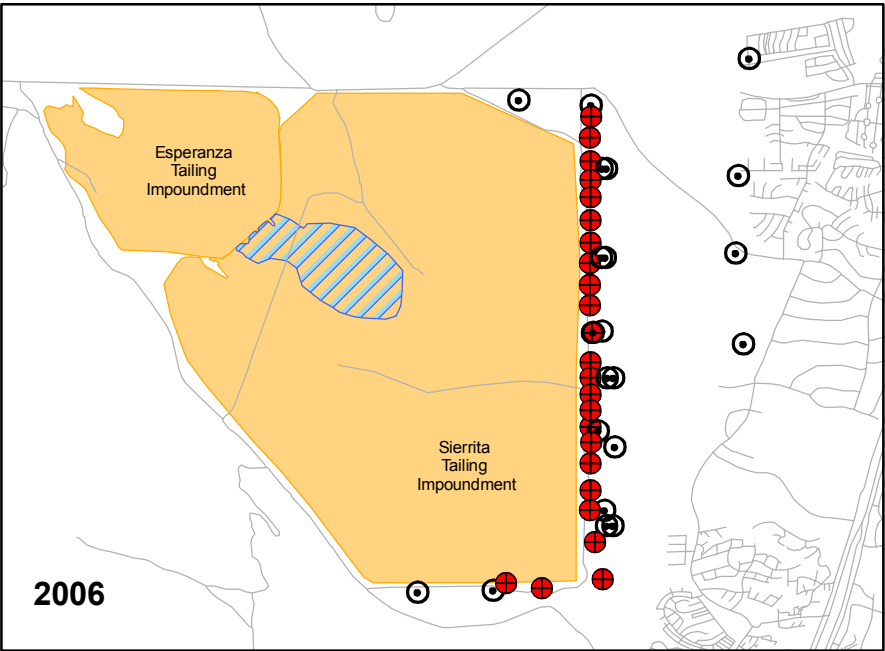 Esperanza
Tailing
Impoundment
Sierrita
Tailing
Impoundment
2006